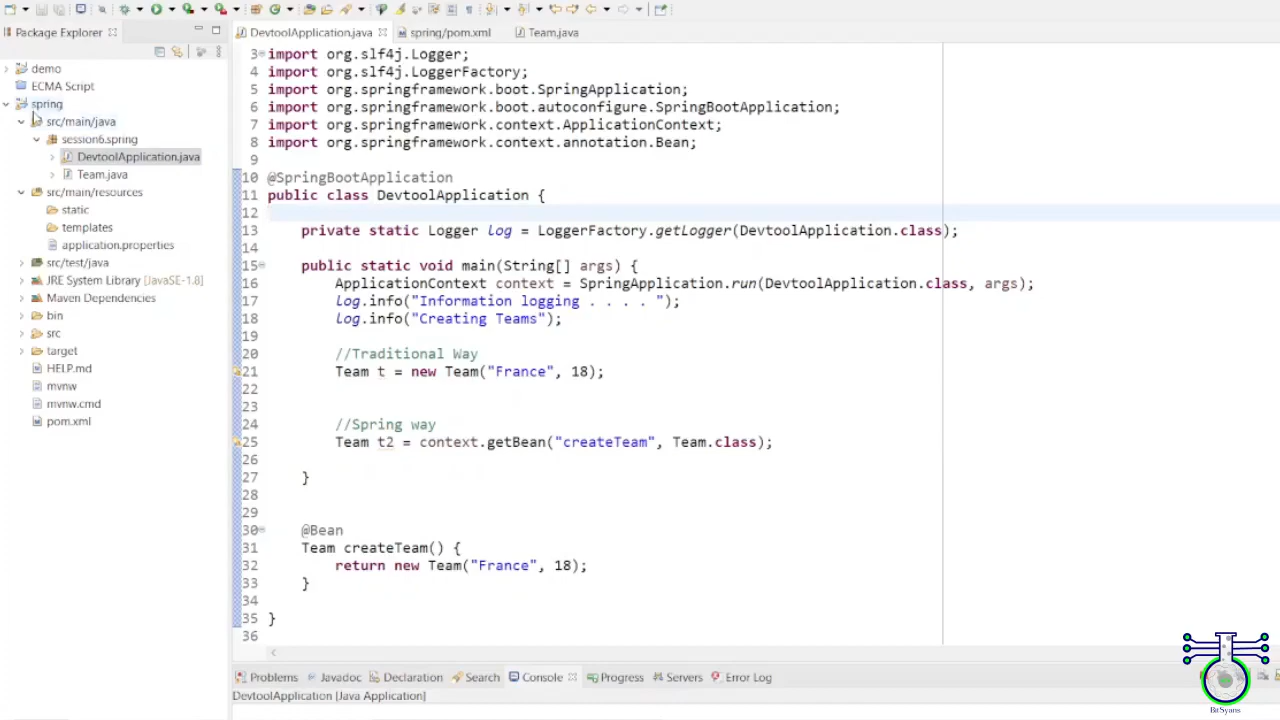 Package Explorer
demo
ECMA Script
spring
src/main/java
session6.spring
DevtoolApplication.java
Team.java
src/main/resources
static
templates
application.properties
src/test/java
JRE System Library [JavaSE-1.8]
Maven Dependencies
bin
src
target
HELP.md
mvnw
mvnw.cmd
pom.xml
DevtoolApplication.java spring/pom.xml Team.java
3 import org.slf4j.Logger;
4 import org.slf4j.LoggerFactory;
5 import org.springframework.boot.SpringApplication;
6 import org.springframework.boot.autoconfigure.SpringBootApplication;
7 import org.springframework.context.ApplicationContext;
8 import org.springframework.context.annotation.Bean;
9
10 @SpringBootApplication
11 public class DevtoolApplication {
12
13 private static Logger log = LoggerFactory.getLogger(DevtoolApplication.class);
14
15 public static void main(String[] args) {
16 ApplicationContext context = SpringApplication.run(DevtoolApplication.class, args);
17 log.info("Information logging . . . . ");
18 log.info("Creating Teams");
19
20 //Traditional Way
21 Team t = new Team("France", 18);
22
23
24 //Spring way
25 Team t2 = context.getBean("createTeam", Team.class);
26
27 }
28
29
30 @Bean
31 Team createTeam() {
32 return new Team("France", 18);
33 }
34
35 }
36
Problems Javadoc Declaration Search Console Progress Servers Error Log
DevtoolApplication [Java Application]
BitSyans